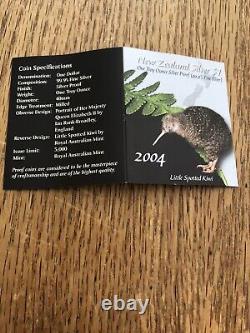 Coin Specifications
Denomination: One Dollar
Composition: 99.9% Fine Silver
Finish: Silver Proof
Weight: One Troy Ounce
Diameter: 40mm
Edge Treatment: Milled
Obverse Design: Portrait of Her Majesty
Queen Elizabeth II by
Ian Rank-Broadley,
England
Reverse Design: Little Spotted Kiwi by
Royal Australian Mint
Issue Limit:
Mint: Royal Australian Mint
Proof coins are considered to be the masterpiece
of craftsmanship and are of the highest quality.
New Zealand Silver $1
One Troy Ounce Silver Proof
2004
Little Spotted Kiwi